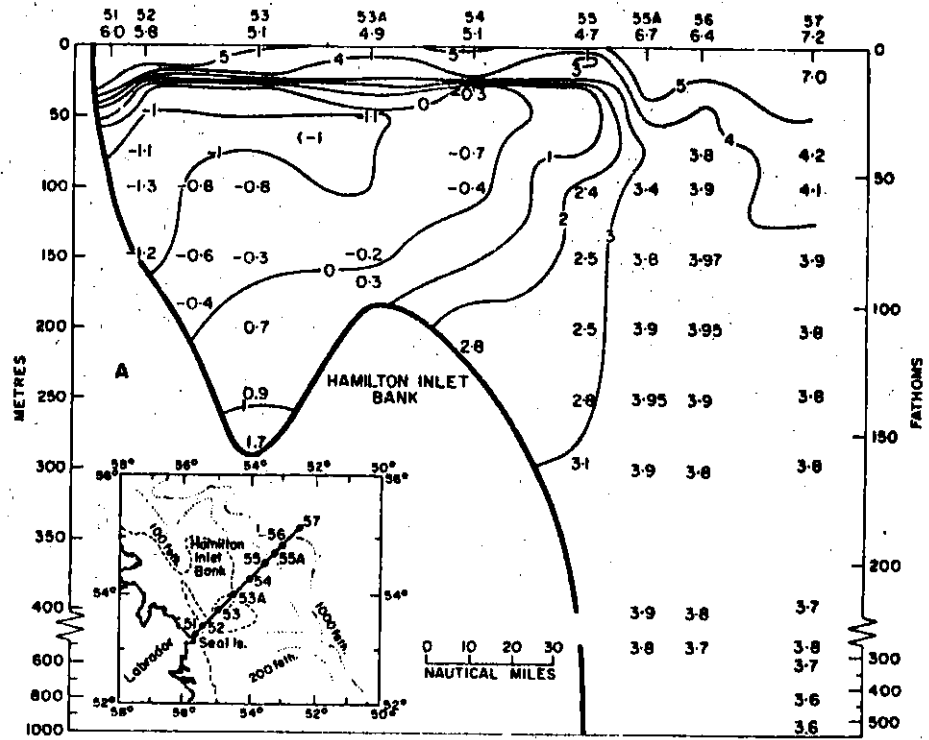 51 52 53 53A 54 55 55A 56 57
6.0 5.8 5.1 4.9 5.1 4.7 6.7 6.4 7.2
0 5 4 5 3 0
5 7.0
50 -1 0 -0.3 4
-1 <-1 -1 1
-1.1 -1 -0.7 3.8 4.2
100 -1.3 -0.8 -0.8 -0.4 2.4 3.4 3.9 4.1 50
2 3
150 -1.2 -0.6 -0.3 0 -0.2 2.5 3.8 3.97 3.9
0.3
-0.4
200 0.7 2.5 3.9 3.95 3.8 100
2.8
A
METRES
FATHOMS
HAMILTON INLET
BANK
250 0.9 2.8 3.95 3.9 3.8
1
1.7
300 3.1 3.9 3.8 3.8 150
58° 56° 54° 52° 50°
56° 56°
350 200
100 fath.
Hamilton
Inlet
Bank
57
56
55 55A
54
54° 53A 54°
53
52
51
Seal Is.
Labrador
200 fath.
1000 fath.
52° 52°
58° 56° 54° 52° 50°
400 3.9 3.8 3.7
3.8 3.7 3.8
600 3.7 300
0 10 20 30
NAUTICAL MILES
800 3.6 400
1000 3.6 500